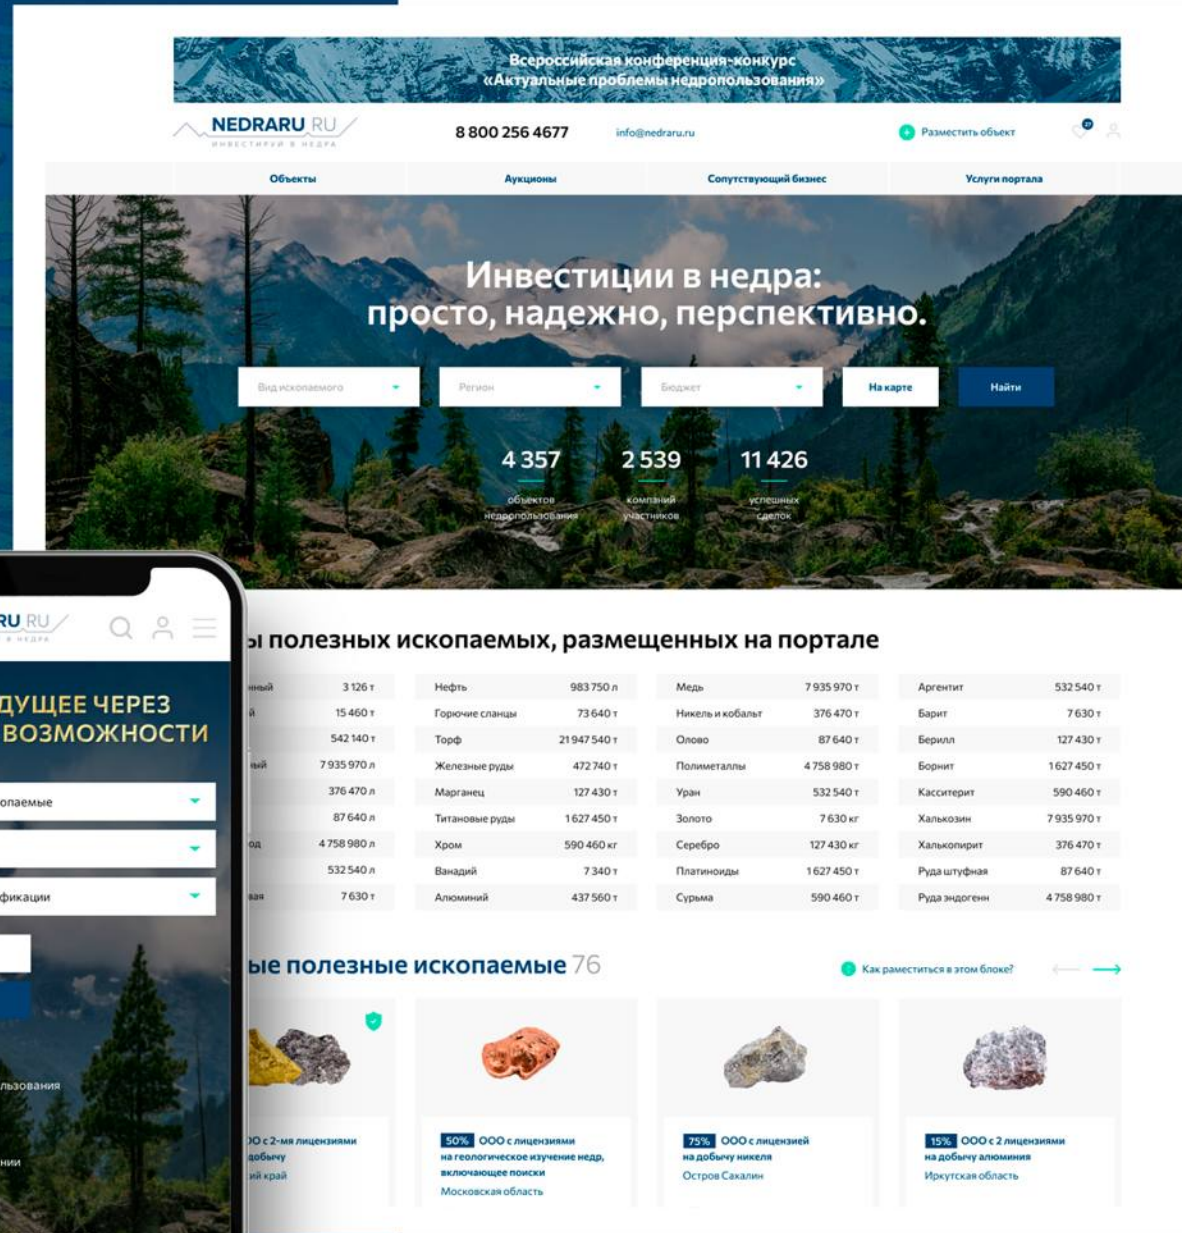 Всероссийская конференция-конкурс
«Актуальные проблемы недропользования»
NEDRARU RU
ИНВЕСТИРУЙ В НЕДРА
8 800 256 4677
info@nedraru.ru
Разместить объект
27
Объекты
Аукционы
Сопутствующий бизнес
Услуги портала
Инвестиции в недра:
просто, надежно, перспективно.
Вид ископаемого
Регион
Бюджет
На карте
Найти
4 357
объектов
недропользования
2 539
компаний
участников
11 426
успешных
сделок
RU RU
В НЕДРА
ДУЩЕЕ ЧЕРЕЗ
ВОЗМОЖНОСТИ
опаемые
фикации
льзования
нии
ы полезных ископаемых, размещенных на портале
нный 3 126 т
й 15 460 т
542 140 т
ный 7 935 970 л
376 470 л
87 640 л
од 4 758 980 л
532 540 л
вая 7 630 т
Нефть 983 750 л
Горючие сланцы 73 640 т
Торф 21 947 540 т
Железные руды 472 740 т
Марганец 127 430 т
Титановые руды 1 627 450 т
Хром 590 460 кг
Ванадий 7 340 т
Алюминий 437 560 т
Медь 7 935 970 т
Никель и кобальт 376 470 т
Олово 87 640 т
Полиметаллы 4 758 980 т
Уран 532 540 т
Золото 7 630 кг
Серебро 127 430 кг
Платиноиды 1 627 450 т
Сурьма 590 460 т
Аргентит 532 540 т
Барит 7 630 т
Берилл 127 430 т
Борнит 1 627 450 т
Касситерит 590 460 т
Халькозин 7 935 970 т
Халькопирит 376 470 т
Руда штуфная 87 640 т
Руда эндогенн 4 758 980 т
ые полезные ископаемые 76
Как раместиться в этом блоке?
ОО с 2-мя лицензиями
добычу
ий край
50% ООО с лицензиями
на геологическое изучение недр,
включающее поиски
Московская область
75% ООО с лицензией
на добычу никеля
Остров Сахалин
15% ООО с 2 лицензиями
на добычу алюминия
Иркутская область